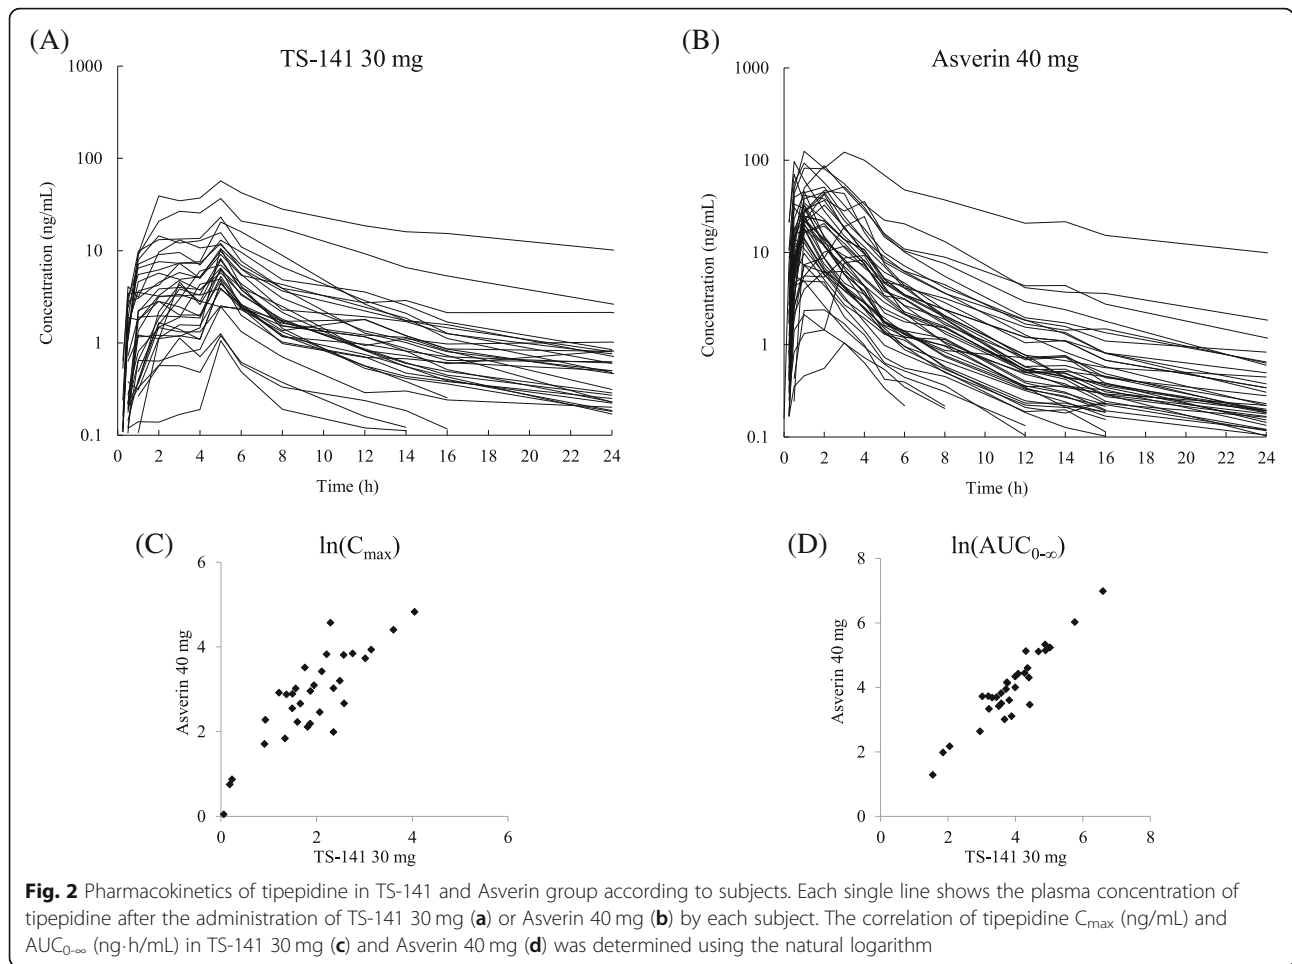 (A)
TS-141 30 mg
1000
100
10
1
0.1
Concentration (ng/mL)
0 2 4 6 8 10 12 14 16 18 20 22 24
Time (h)
(B)
Asverin 40 mg
1000
100
10
1
0.1
Concentration (ng/mL)
0 2 4 6 8 10 12 14 16 18 20 22 24
Time (h)
(C)
ln(Cmax)
6
4
2
0
Asverin 40 mg
0 2 4 6
TS-141 30 mg
(D)
ln(AUC0-∞)
8
6
4
2
0
Asverin 40 mg
0 2 4 6 8
TS-141 30 mg
Fig. 2 Pharmacokinetics of tipepidine in TS-141 and Asverin group according to subjects. Each single line shows the plasma concentration of
tipepidine after the administration of TS-141 30 mg (a) or Asverin 40 mg (b) by each subject. The correlation of tipepidine Cmax (ng/mL) and
AUC0-∞ (ng·h/mL) in TS-141 30 mg (c) and Asverin 40 mg (d) was determined using the natural logarithm